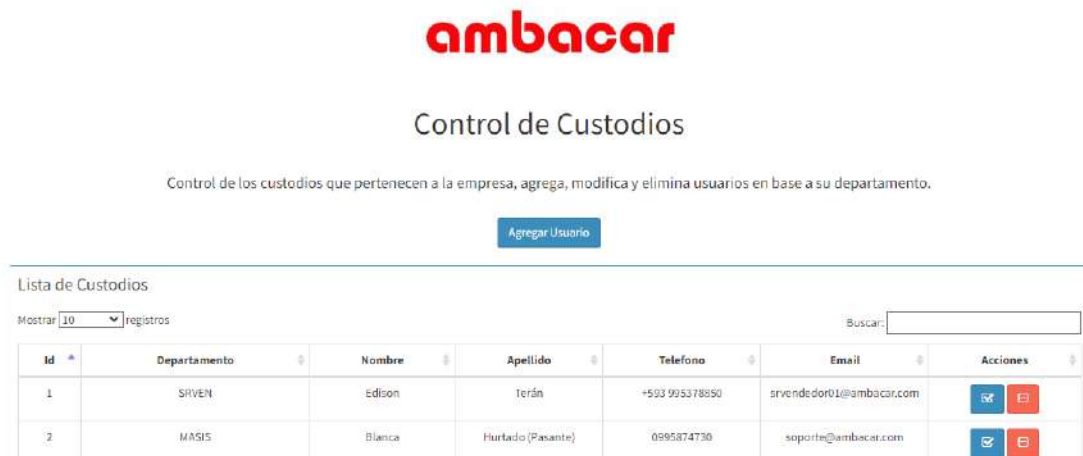 ambacar
Control de Custodios
Control de los custodios que pertenecen a la empresa, agrega, modifica y elimina usuarios en base a su departamento.
Agregar Usuario
Lista de Custodios
Mostrar 10 registros
Buscar:
Id Departamento Nombre Apellido Telefono Email Acciones
1 SRVEN Edison Terán +593 995378850 srvendedor01@ambacar.com
2 MASIS Blanca Hurtado (Pasante) 0995874730 soporte@ambacar.com